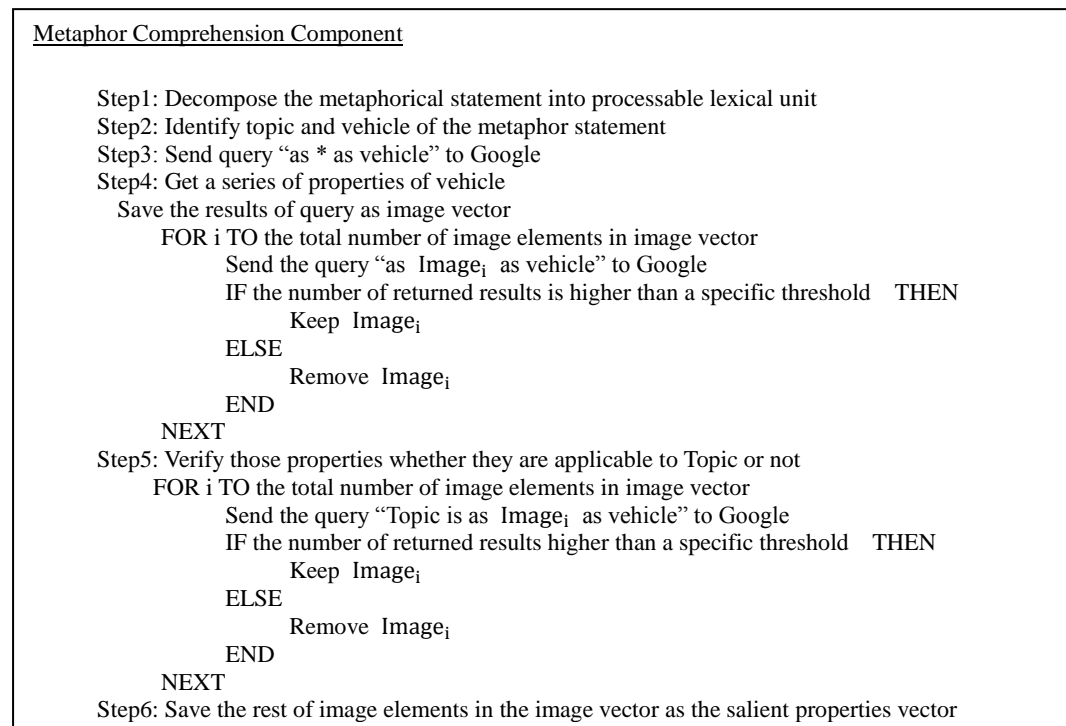 Metaphor Comprehension Component
Step1: Decompose the metaphorical statement into processable lexical unit
Step2: Identify topic and vehicle of the metaphor statement
Step3: Send query “as * as vehicle” to Google
Step4: Get a series of properties of vehicle
Save the results of query as image vector
FOR i TO the total number of image elements in image vector
Send the query “as Imageᵢ as vehicle” to Google
IF the number of returned results is higher than a specific threshold THEN
Keep Imageᵢ
ELSE
Remove Imageᵢ
END
NEXT
Step5: Verify those properties whether they are applicable to Topic or not
FOR i TO the total number of image elements in image vector
Send the query “Topic is as Imageᵢ as vehicle” to Google
IF the number of returned results higher than a specific threshold THEN
Keep Imageᵢ
ELSE
Remove Imageᵢ
END
NEXT
Step6: Save the rest of image elements in the image vector as the salient properties vector